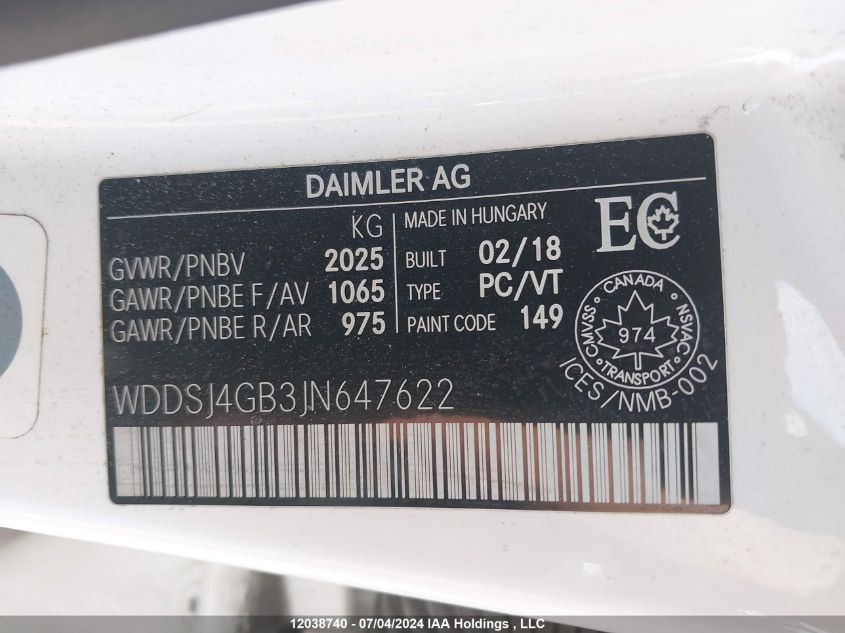 DAIMLER AG
KG
GVWR/PNBV 2025
GAWR/PNBE F/AV 1065
GAWR/PNBE R/AR 975
MADE IN HUNGARY
BUILT 02/18
TYPE PC/VT
PAINT CODE 149
EC
CANADA
CMVSS 974 NSVAC
TRANSPORT
ICES/NMB-002
WDDSJ4GB3JN647622
12038740 - 07/04/2024 IAA Holdings , LLC